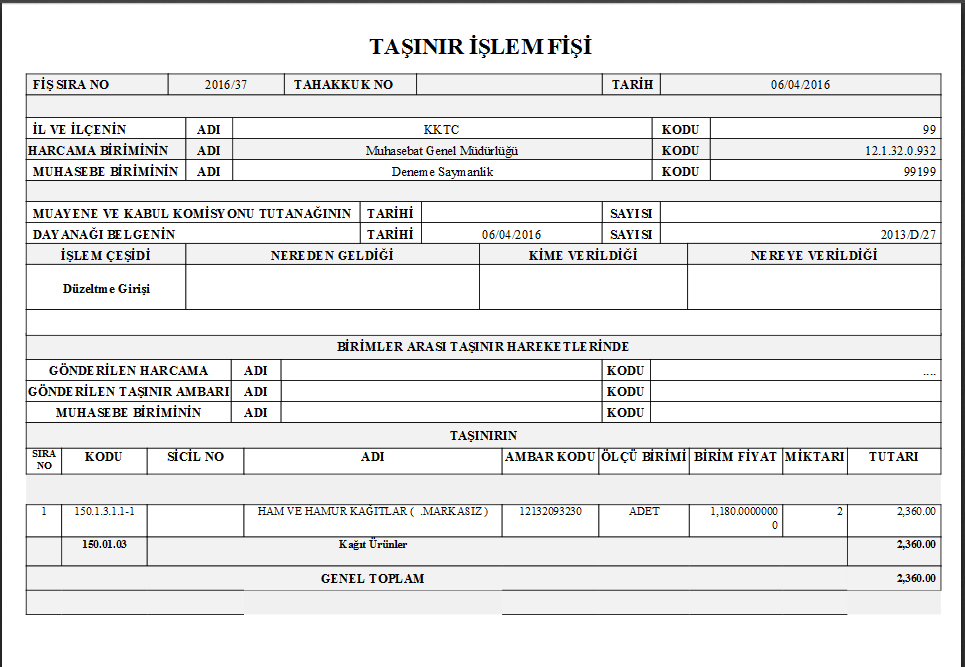 TAŞINIR İŞLEM FİŞİ
FİŞ SIRA NO 2016/37 TAHAKKUK NO TARİH 06/04/2016
İL VE İLÇENİN ADI KKTC KODU 99
HARCAMA BİRİMİNİN ADI Muhasebat Genel Müdürlüğü KODU 12.1.32.0.932
MUHASEBE BİRİMİNİN ADI Deneme Saymanlik KODU 99199
MUAYENE VE KABUL KOMİSYONU TUTANAĞININ TARİHİ SAYISI
DAYANAĞI BELGENİN TARİHİ 06/04/2016 SAYISI 2013/D/27
İŞLEM ÇEŞİDİ NEREDEN GELDİĞİ KİME VERİLDİĞİ NEREYE VERİLDİĞİ
Düzeltme Girişi
BİRİMLER ARASI TAŞINIR HAREKETLERİNDE
GÖNDERİLEN HARCAMA ADI KODU ....
GÖNDERİLEN TAŞINIR AMBARI ADI KODU
MUHASEBE BİRİMİNİN ADI KODU
TAŞINIRIN
SIRA NO KODU SİCİL NO ADI AMBAR KODU ÖLÇÜ BİRİMİ BİRİM FİYAT MİKTARI TUTARI
1 150.1.3.1.1-1 HAM VE HAMUR KAĞITLAR ( .MARKASIZ ) 12132093230 ADET 1,180.0000000 2 2,360.00
0
150.01.03 Kağıt Ürünler 2,360.00
GENEL TOPLAM 2,360.00